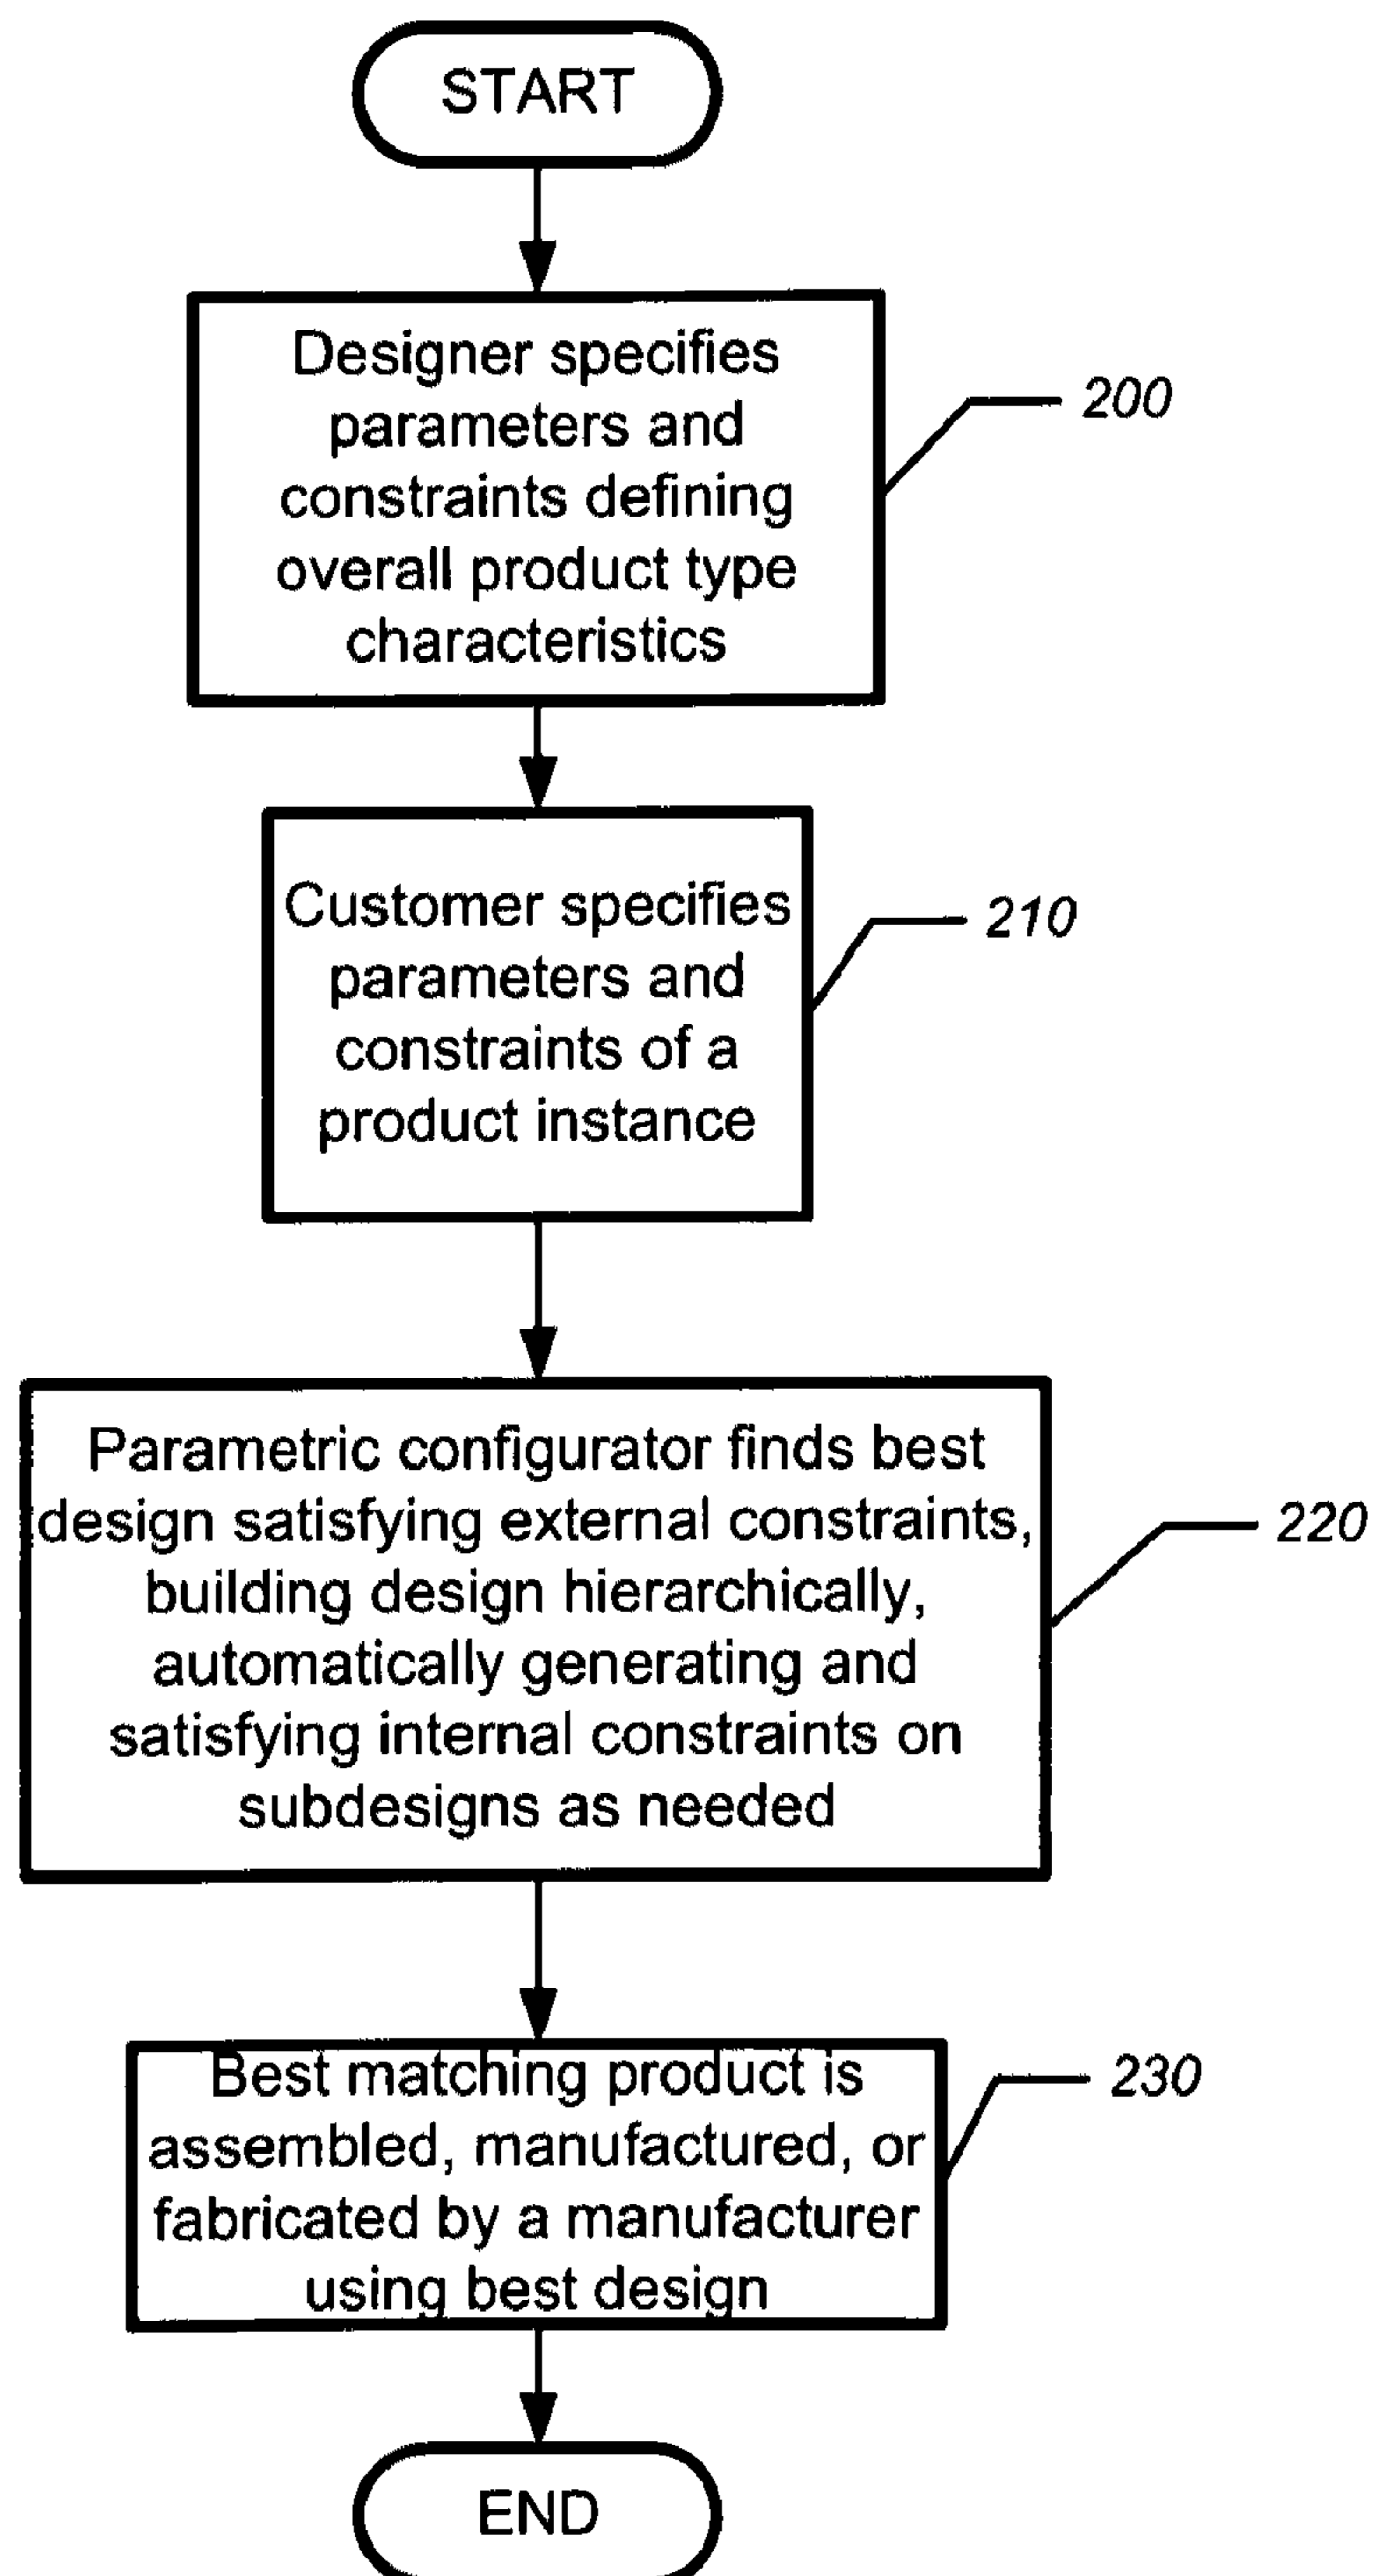 START
Designer specifies
parameters and
constraints defining
overall product type
characteristics
200
Customer specifies
parameters and
constraints of a
product instance
210
Parametric configurator finds best
design satisfying external constraints,
building design hierarchically,
automatically generating and
satisfying internal constraints on
subdesigns as needed
220
Best matching product is
assembled, manufactured, or
fabricated by a manufacturer
using best design
230
END